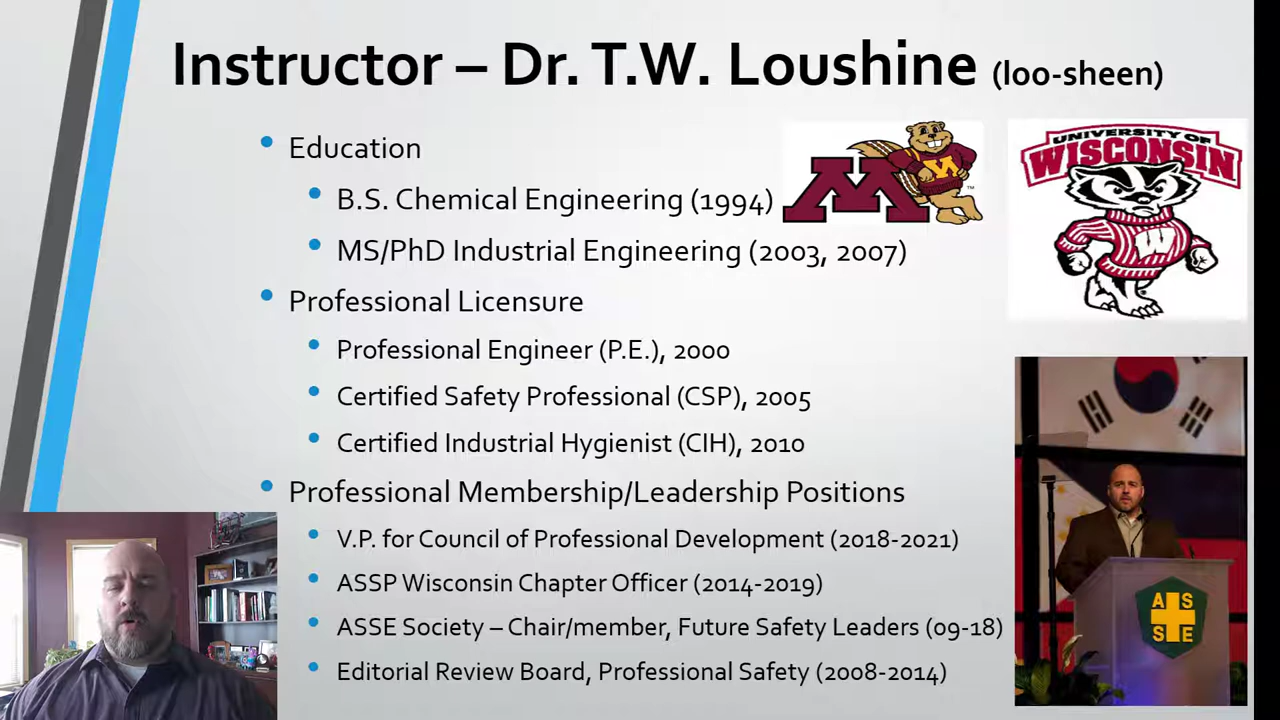 Instructor – Dr. T.W. Loushine (loo-sheen)
Education
B.S. Chemical Engineering (1994)
MS/PhD Industrial Engineering (2003, 2007)
Professional Licensure
Professional Engineer (P.E.), 2000
Certified Safety Professional (CSP), 2005
Certified Industrial Hygienist (CIH), 2010
Professional Membership/Leadership Positions
V.P. for Council of Professional Development (2018-2021)
ASSP Wisconsin Chapter Officer (2014-2019)
ASSE Society – Chair/member, Future Safety Leaders (09-18)
Editorial Review Board, Professional Safety (2008-2014)
M
M
TM
UNIVERSITY OF
WISCONSIN
W
A S
S E